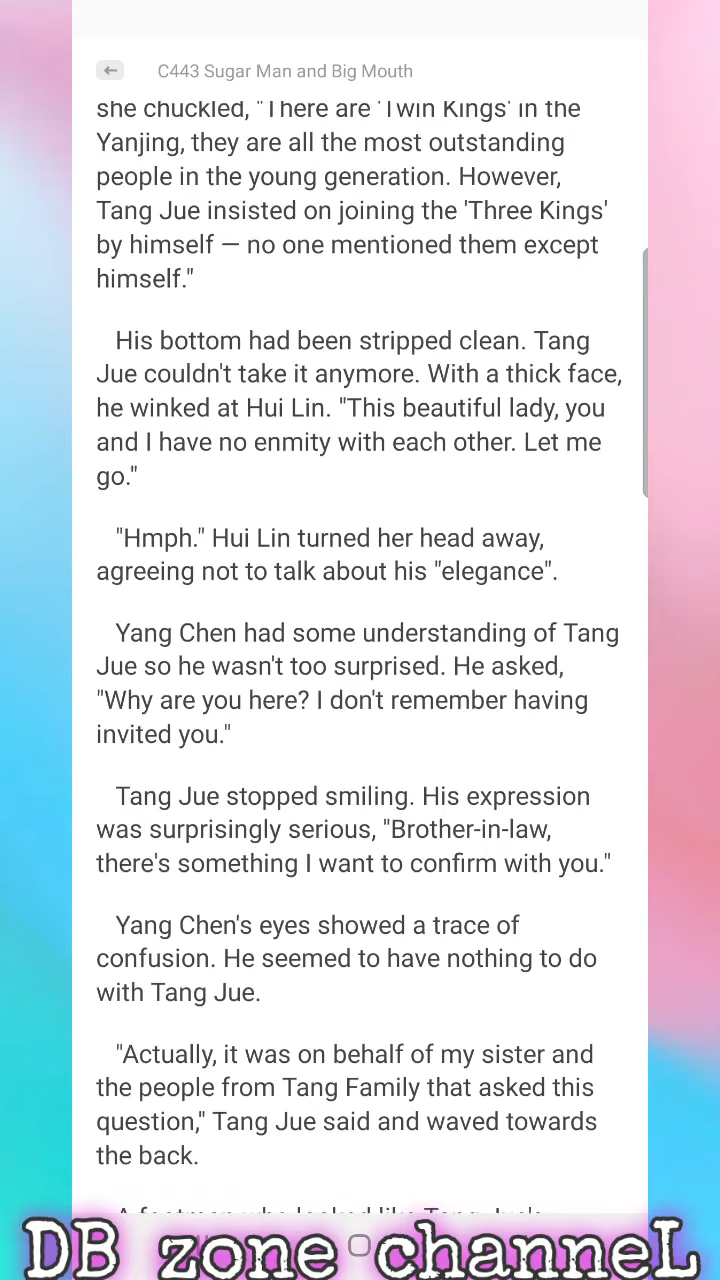 C443 Sugar Man and Big Mouth
she chuckled, "There are 'Twin Kings' in the
Yanjing, they are all the most outstanding
people in the young generation. However,
Tang Jue insisted on joining the 'Three Kings'
by himself — no one mentioned them except
himself."
His bottom had been stripped clean. Tang
Jue couldn't take it anymore. With a thick face,
he winked at Hui Lin. "This beautiful lady, you
and I have no enmity with each other. Let me
go."
"Hmph." Hui Lin turned her head away,
agreeing not to talk about his "elegance".
Yang Chen had some understanding of Tang
Jue so he wasn't too surprised. He asked,
"Why are you here? I don't remember having
invited you."
Tang Jue stopped smiling. His expression
was surprisingly serious, "Brother-in-law,
there's something I want to confirm with you."
Yang Chen's eyes showed a trace of
confusion. He seemed to have nothing to do
with Tang Jue.
"Actually, it was on behalf of my sister and
the people from Tang Family that asked this
question," Tang Jue said and waved towards
the back.
A footman who looked like Tang Jue's
DB zone channeL